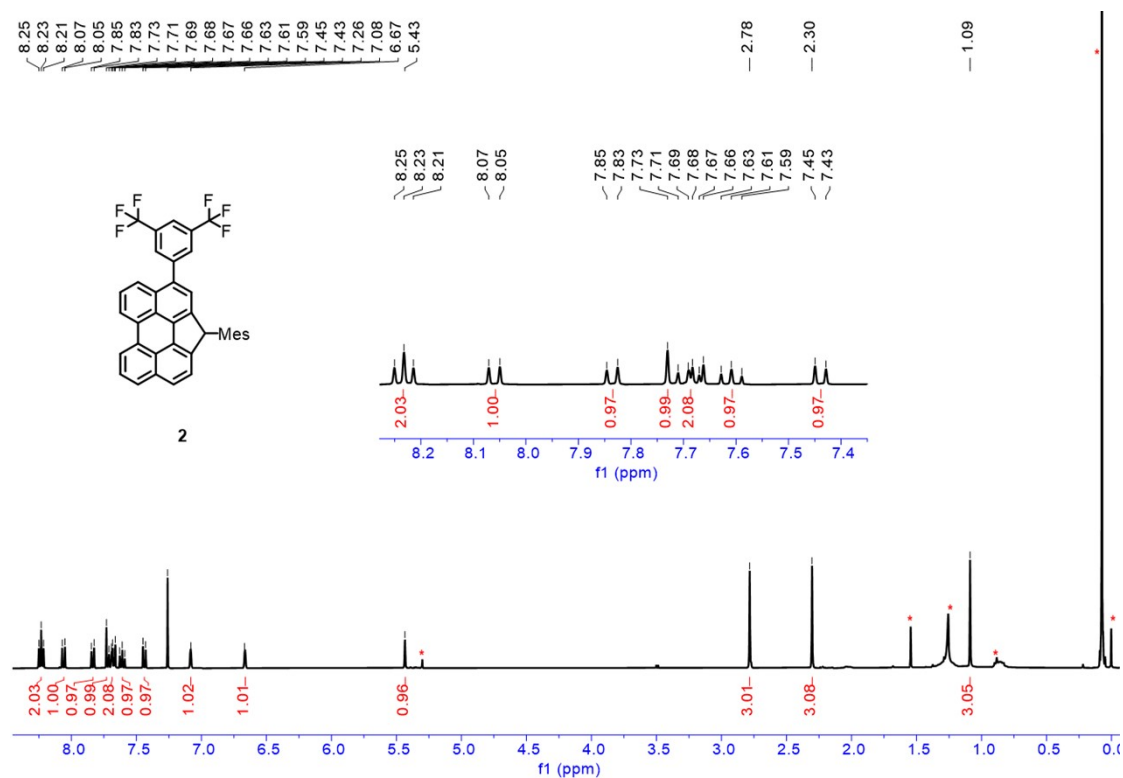 8.25 8.23 8.21 8.07 8.05 7.85 7.83 7.73 7.71 7.69 7.68 7.67 7.66 7.63 7.61 7.59 7.45 7.43 7.26 7.08 6.67 5.43 2.78 2.30 1.09
*
8.25 8.23 8.21 8.07 8.05 7.85 7.83 7.73 7.71 7.69 7.68 7.67 7.66 7.63 7.61 7.59 7.45 7.43
F F
F F
F F
Mes
2
2.03 1.00 0.97 0.99 2.08 0.97 0.97
8.2 8.1 8.0 7.9 7.8 7.7 7.6 7.5 7.4
f1 (ppm)
* * * * *
2.03 1.00 0.97 0.99 2.08 0.97 0.97 1.02 1.01 0.96 3.01 3.08 3.05
8.0 7.5 7.0 6.5 6.0 5.5 5.0 4.5 4.0 3.5 3.0 2.5 2.0 1.5 1.0 0.5 0.0
f1 (ppm)